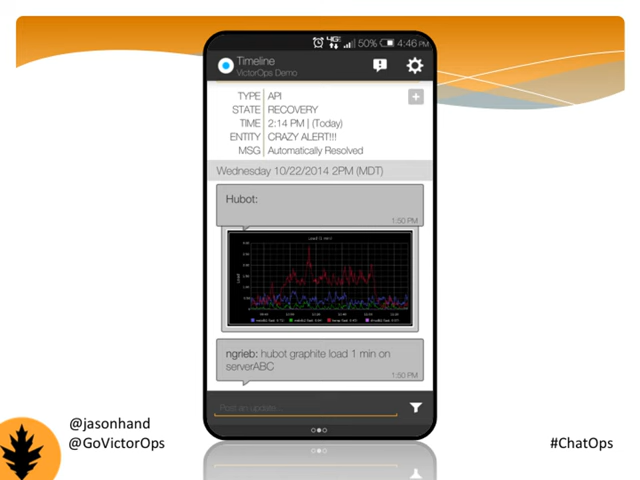 4G
50% 4:46 PM
Timeline
VictorOps Demo
TYPE API
STATE RECOVERY
TIME 2:14 PM | (Today)
ENTITY CRAZY ALERT!!!
MSG Automatically Resolved
Wednesday 10/22/2014 2PM (MDT)
Hubot:
1:50 PM
Load
ngrieb: hubot graphite load 1 min on
serverABC
1:50 PM
Post an update...
@jasonhand
@GoVictorOps
#ChatOps